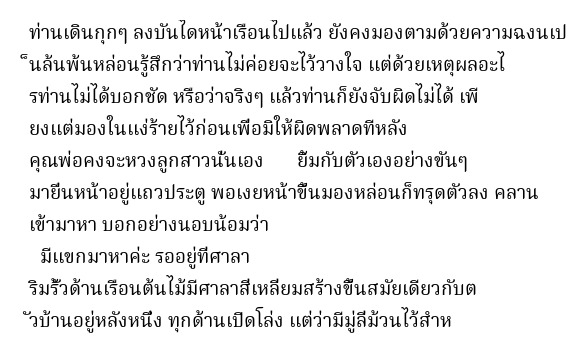 ท่านเดินกุกๆ ลงบันไดหน้าเรือนไปแล้ว ยังคงมองตามด้วยความฉงนเป
็นล้นพ้นหล่อนรู้สึกว่าท่านไม่ค่อยจะไว้วางใจ แต่ด้วยเหตุผลอะไ
รท่านไม่ได้บอกชัด หรือว่าจริงๆ แล้วท่านก็ยังจับผิดไม่ได้ เพี
ยงแต่มองในแง่ร้ายไว้ก่อนเพื่อมิให้ผิดพลาดทีหลัง
คุณพ่อคงจะหวงลูกสาวนั่นเอง ยิ้มกับตัวเองอย่างขันๆ
มายืนหน้าอยู่แถวประตู พอเงยหน้าขึ้นมองหล่อนก็ทรุดตัวลง คลาน
เข้ามาหา บอกอย่างนอบน้อมว่า
มีแขกมาหาค่ะ รออยู่ที่ศาลา
ริมรั้วด้านเรือนต้นไม้มีศาลาสี่เหลี่ยมสร้างขึ้นสมัยเดียวกับต
ัวบ้านอยู่หลังหนึ่ง ทุกด้านเปิดโล่ง แต่ว่ามีมู่ลี่ม้วนไว้สำห